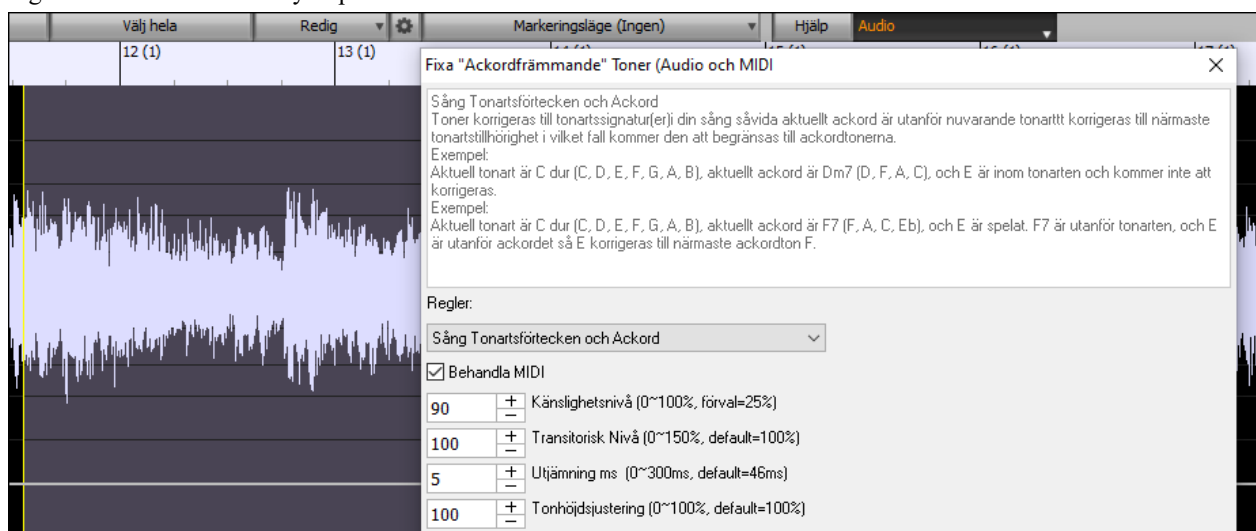 Välj hela Redig Markeringsläge (Ingen) Hjälp Audio
12 (1) 13 (1)
Fixa "Ackordfrämmande" Toner (Audio och MIDI
Sång Tonartsförtecken och Ackord
Toner korrigeras till tonartssignatur(er)i din sång såvida aktuellt ackord är utanför nuvarande tonarttt korrigeras till närmaste
tonartstillhörighet i vilket fall kommer den att begränsas till ackordtonerna.
Exempel:
Aktuell tonart är C dur (C, D, E, F, G, A, B), aktuellt ackord är Dm7 (D, F, A, C), och E är inom tonarten och kommer inte att
korrigeras.
Exempel:
Aktuell tonart är C dur (C, D, E, F, G, A, B), aktuellt ackord är F7 (F, A, C, Eb), och E är spelat. F7 är utanför tonarten, och E
är utanför ackordet så E korrigeras till närmaste ackordton F.
Regler:
Sång Tonartsförtecken och Ackord
Behandla MIDI
90 Känslighetsnivå (0~100%, förval=25%)
100 Transitorisk Nivå (0~150%, default=100%)
5 Utjämning ms (0~300ms, default=46ms)
100 Tonhöjdsjustering (0~100%, default=100%)